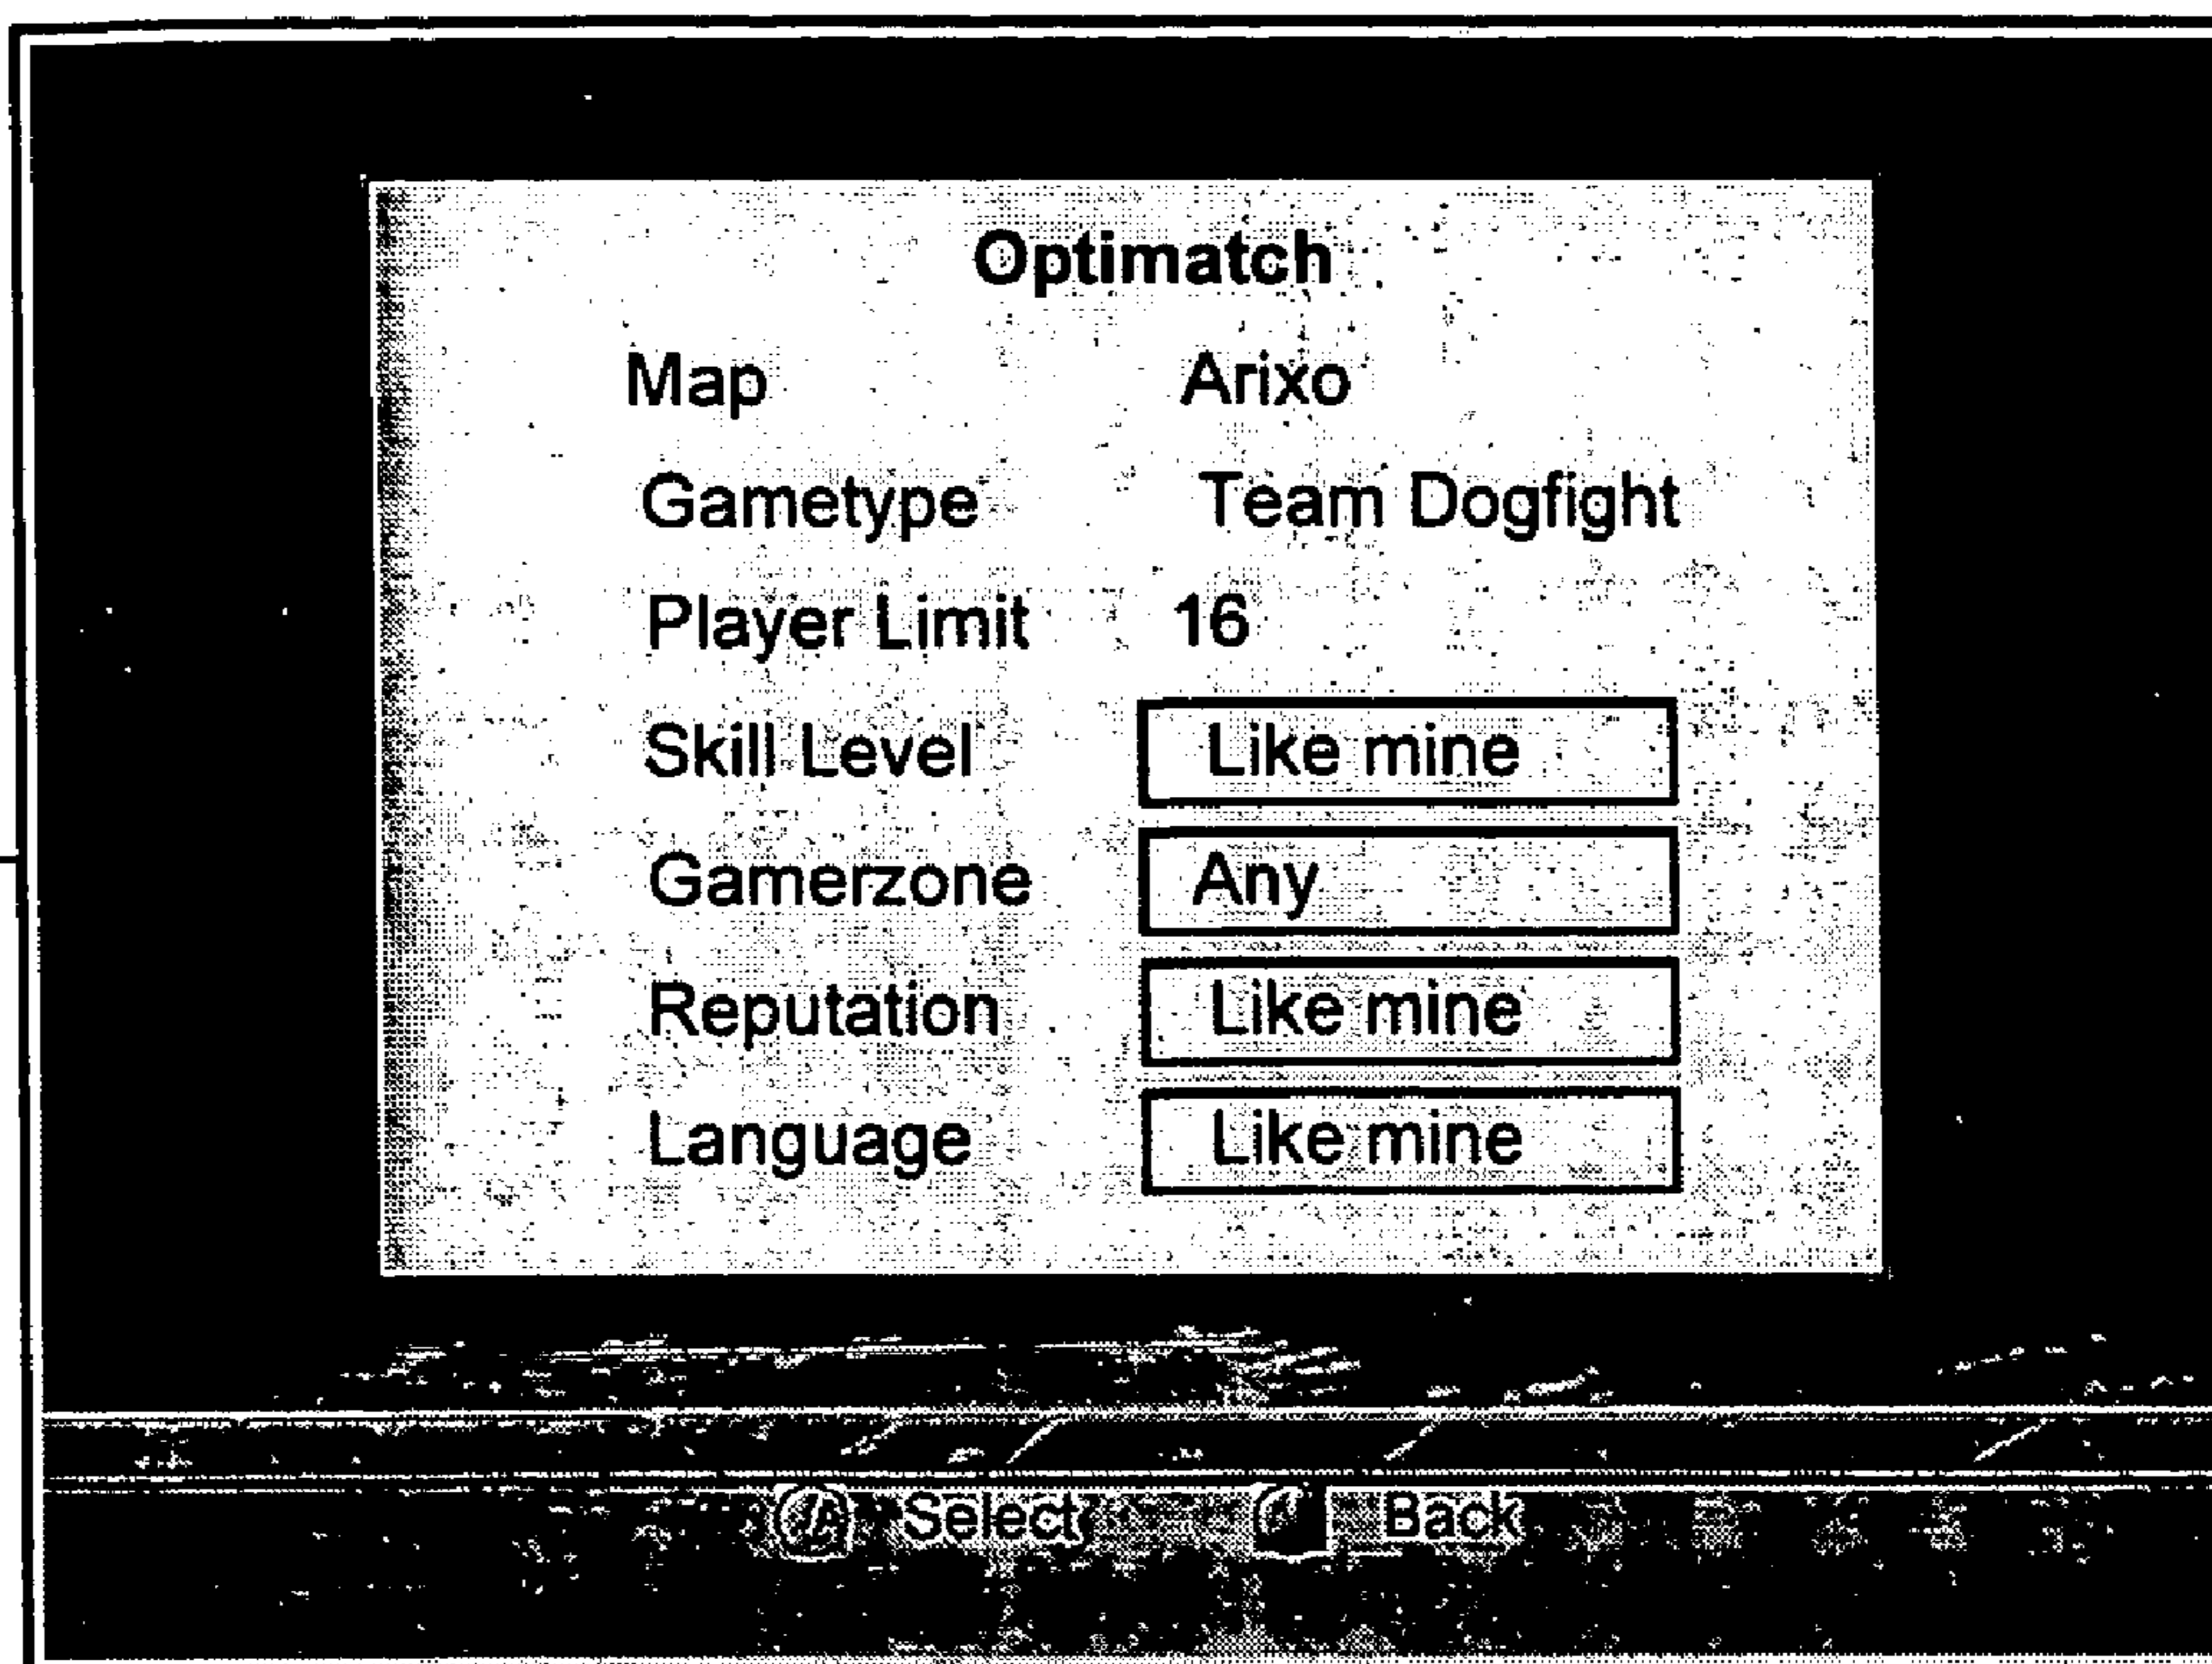 Optimatch
Map Arixo
Gametype Team Dogfight
Player Limit 16
Skill Level Like mine
Gamerzone Any
Reputation Like mine
Language Like mine
Select Back